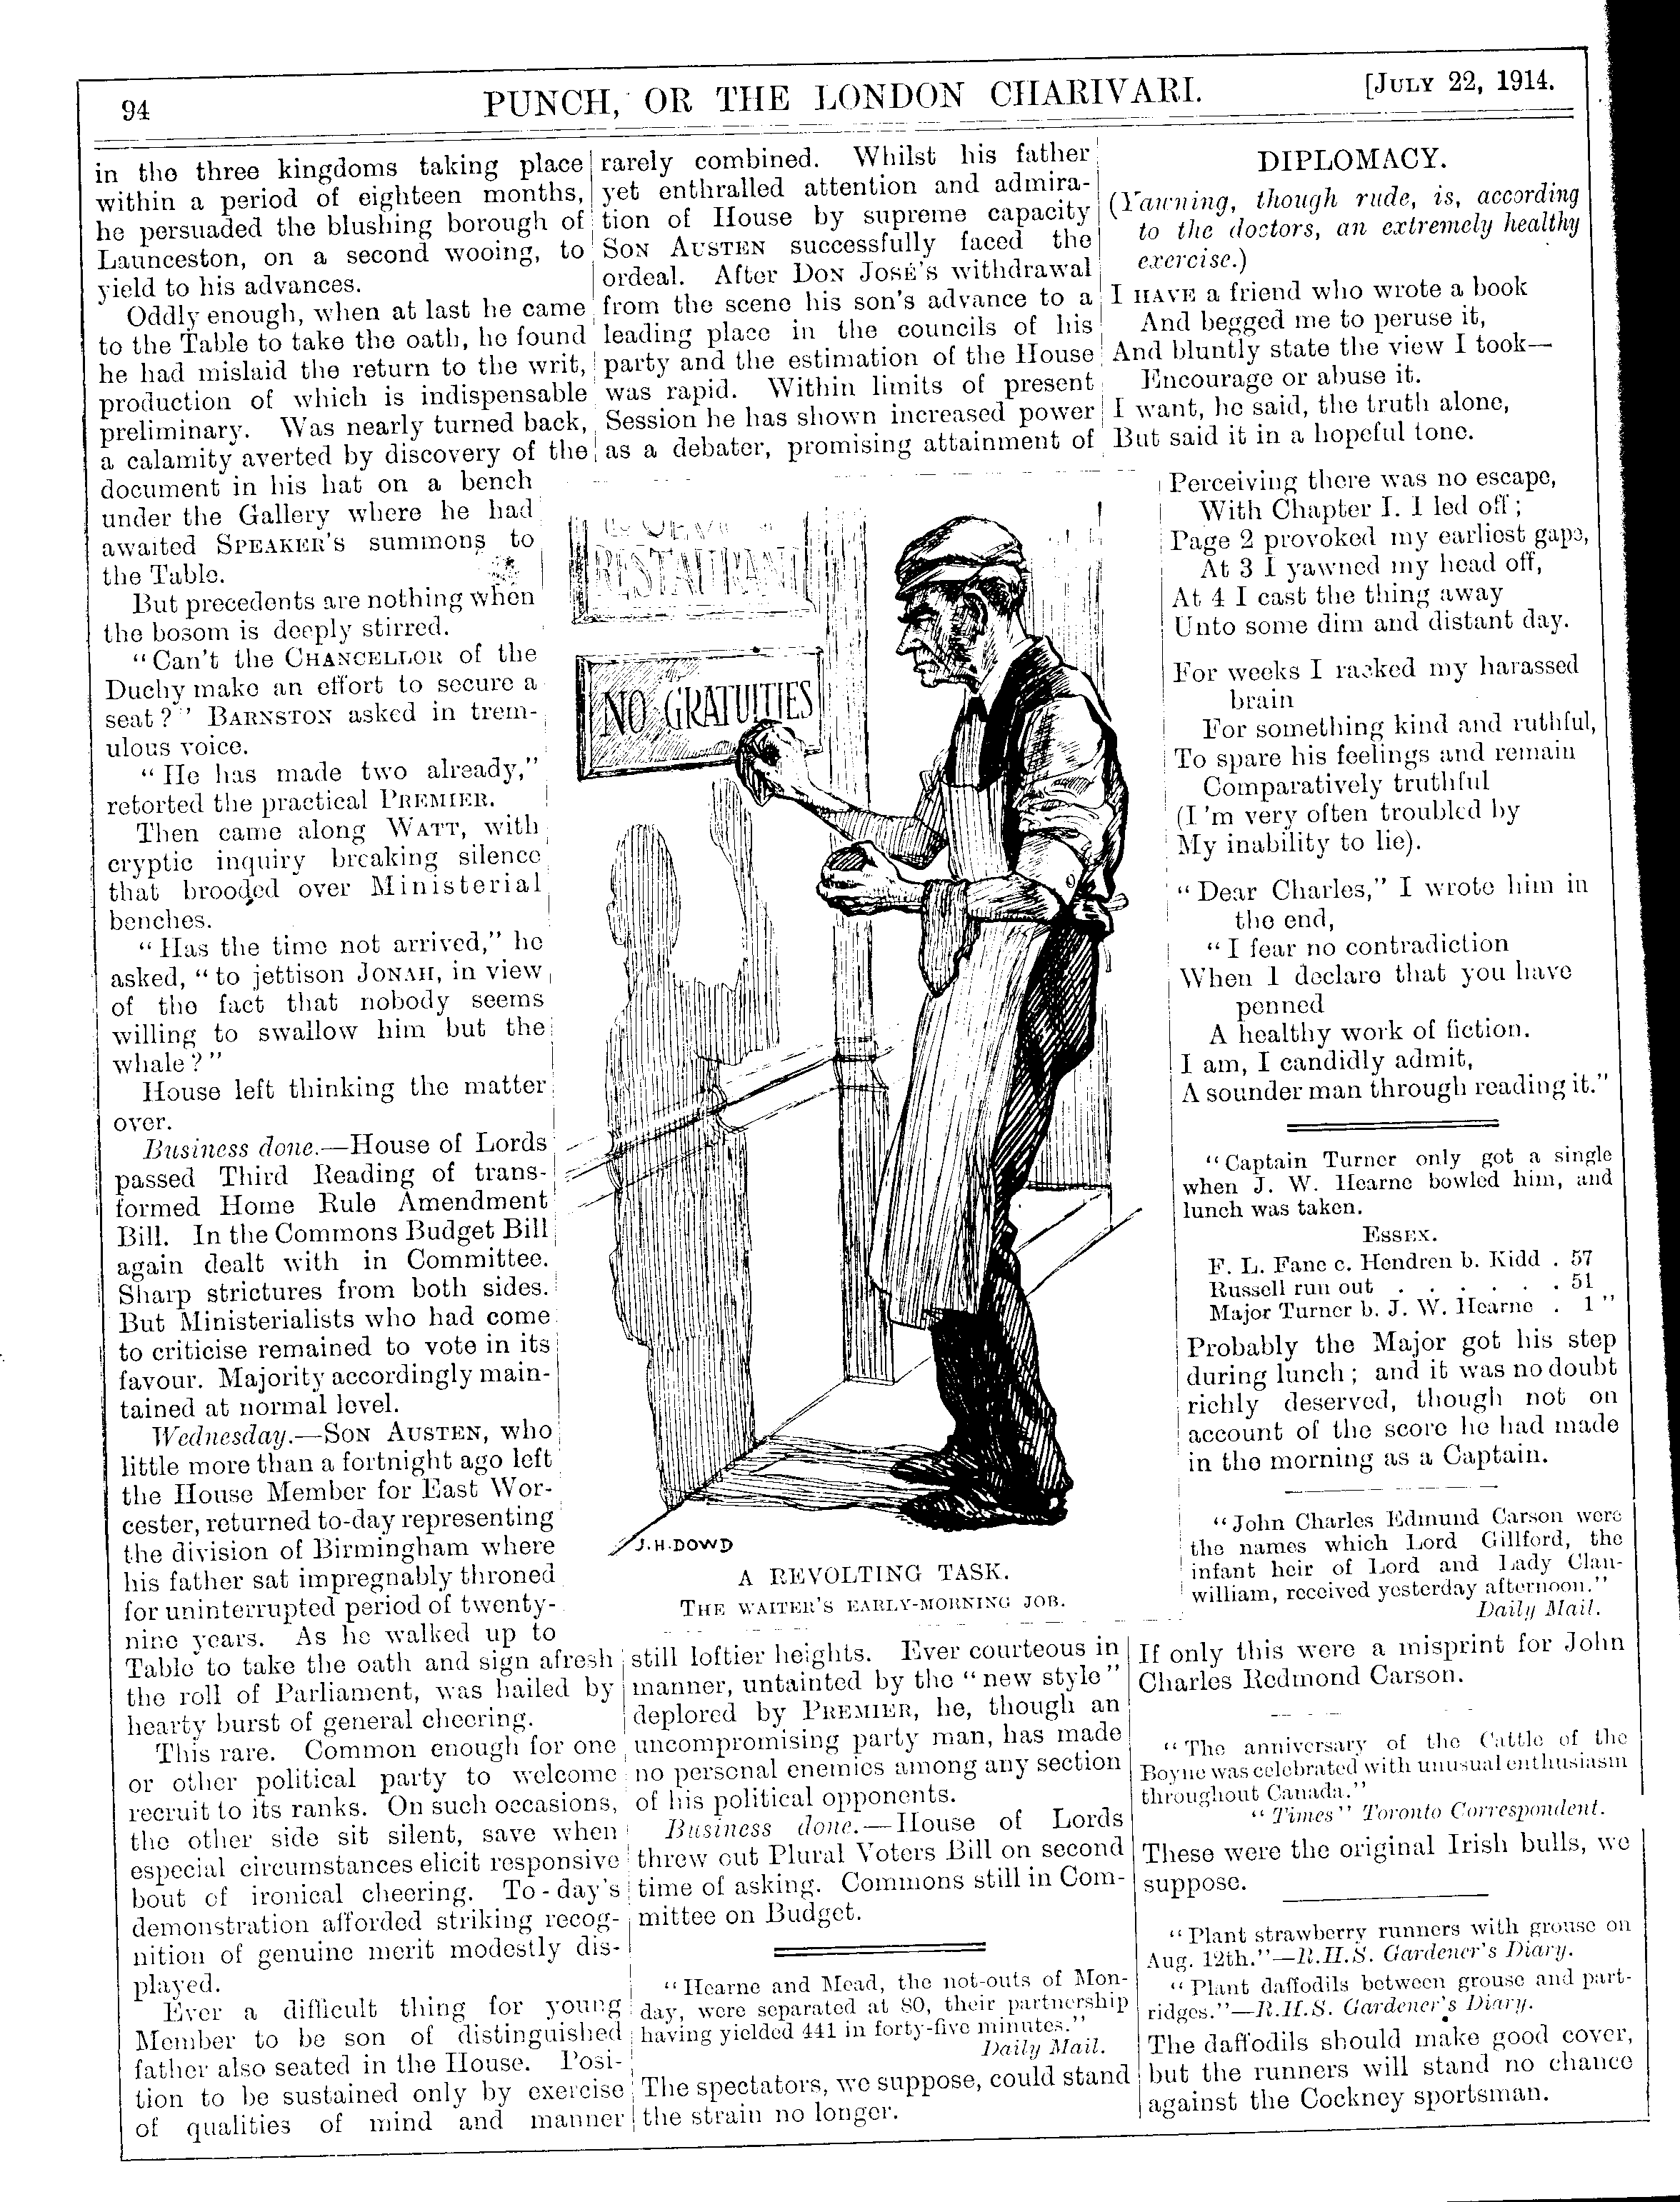 94
PUNCH, OR THE LONDON CHARIVARI.
[JULY 22, 1914.
in the three kingdoms taking place
within a period of eighteen months,
he persuaded the blushing borough of
Launceston, on a second wooing, to
yield to his advances.
Oddly enough, when at last he came
to the Table to take the oath, he found
he had mislaid the return to the writ,
production of which is indispensable
preliminary. Was nearly turned back,
a calamity averted by discovery of the
document in his hat on a bench
under the Gallery where he had
awaited SPEAKER'S summons to
the Table.
But precedents are nothing when
the bosom is deeply stirred.
"Can't the CHANCELLOR of the
Duchy make an effort to secure a
seat?" BARNSTON asked in trem-
ulous voice.
"He has made two already,"
retorted the practical PREMIER.
Then came along WATT, with
cryptic inquiry breaking silence
that brooded over Ministerial
benches.
"Has the time not arrived," he
asked, "to jettison JONAH, in view
of the fact that nobody seems
willing to swallow him but the
whale?"
House left thinking the matter
over.
Business done.—House of Lords
passed Third Reading of trans-
formed Home Rule Amendment
Bill. In the Commons Budget Bill
again dealt with in Committee.
Sharp strictures from both sides.
But Ministerialists who had come
to criticise remained to vote in its
favour. Majority accordingly main-
tained at normal level.
Wednesday.—SON AUSTEN, who
little more than a fortnight ago left
the House Member for East Wor-
cester, returned to-day representing
the division of Birmingham where
his father sat impregnably throned
for uninterrupted period of twenty-
nine years. As he walked up to
Table to take the oath and sign afresh
the roll of Parliament, was hailed by
hearty burst of general cheering.
This rare. Common enough for one
or other political party to welcome
recruit to its ranks. On such occasions,
the other side sit silent, save when
especial circumstances elicit responsive
bout of ironical cheering. To-day's
demonstration afforded striking recog-
nition of genuine merit modestly dis-
played.
Ever a difficult thing for young
Member to be son of distinguished
father also seated in the House. Posi-
tion to be sustained only by exercise
of qualities of mind and manner
rarely combined. Whilst his father
yet enthralled attention and admira-
tion of House by supreme capacity
SON AUSTEN successfully faced the
ordeal. After DON JOSÉ'S withdrawal
from the scene his son's advance to a
leading place in the councils of his
party and the estimation of the House
was rapid. Within limits of present
Session he has shown increased power
as a debater, promising attainment of
RESTAURANT
NO GRATUITIES
J.H.DOWD
A REVOLTING TASK.
THE WAITER'S EARLY-MORNING JOB.
still loftier heights. Ever courteous in
manner, untainted by the "new style"
deplored by PREMIER, he, though an
uncompromising party man, has made
no personal enemies among any section
of his political opponents.
Business done.—House of Lords
threw out Plural Voters Bill on second
time of asking. Commons still in Com-
mittee on Budget.
"Hearne and Mead, the not-outs of Mon-
day, were separated at 80, their partnership
having yielded 441 in forty-five minutes."
Daily Mail.
The spectators, we suppose, could stand
the strain no longer.
DIPLOMACY.
(Yawning, though rude, is, according
to the doctors, an extremely healthy
exercise.)
I HAVE a friend who wrote a book
And begged me to peruse it,
And bluntly state the view I took—
Encourage or abuse it.
I want, he said, the truth alone,
But said it in a hopeful tone.
Perceiving there was no escape,
With Chapter I. I led off;
Page 2 provoked my earliest gape,
At 3 I yawned my head off,
At 4 I cast the thing away
Unto some dim and distant day.
For weeks I racked my harassed
brain
For something kind and ruthful,
To spare his feelings and remain
Comparatively truthful
(I'm very often troubled by
My inability to lie).
"Dear Charles," I wrote him in
the end,
"I fear no contradiction
When I declare that you have
penned
A healthy work of fiction.
I am, I candidly admit,
A sounder man through reading it."
"Captain Turner only got a single
when J. W. Hearne bowled him, and
lunch was taken.
ESSEX.
F. L. Fane c. Hendren b. Kidd . 57
Russell run out . . . . . . 51
Major Turner b. J. W. Hearne . 1"
Probably the Major got his step
during lunch; and it was no doubt
richly deserved, though not on
account of the score he had made
in the morning as a Captain.
"John Charles Edmund Carson were
the names which Lord Gillford, the
infant heir of Lord and Lady Clan-
william, received yesterday afternoon."
Daily Mail.
If only this were a misprint for John
Charles Redmond Carson.
"The anniversary of the Cattle of the
Boyne was celebrated with unusual enthusiasm
throughout Canada."
"Times" Toronto Correspondent.
These were the original Irish bulls, we
suppose.
"Plant strawberry runners with grouse on
Aug. 12th."—R.H.S. Gardener's Diary.
"Plant daffodils between grouse and part-
ridges."—R.H.S. Gardener's Diary.
The daffodils should make good cover,
but the runners will stand no chance
against the Cockney sportsman.